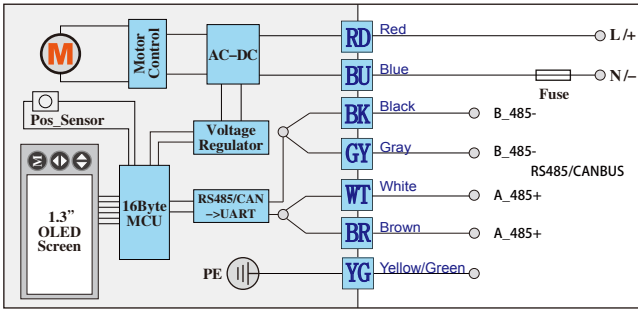 M
Motor
Control
AC-DC
RD
Red
L/+
BU
Blue
N/-
Fuse
Pos_Sensor
Voltage
Regulator
BK
Black
B_485-
GY
Gray
B_485-
RS485/CANBUS
M
1.3”
OLED
Screen
16Byte
MCU
RS485/CAN
->UART
WT
White
A_485+
BR
Brown
A_485+
PE
YG
Yellow/Green